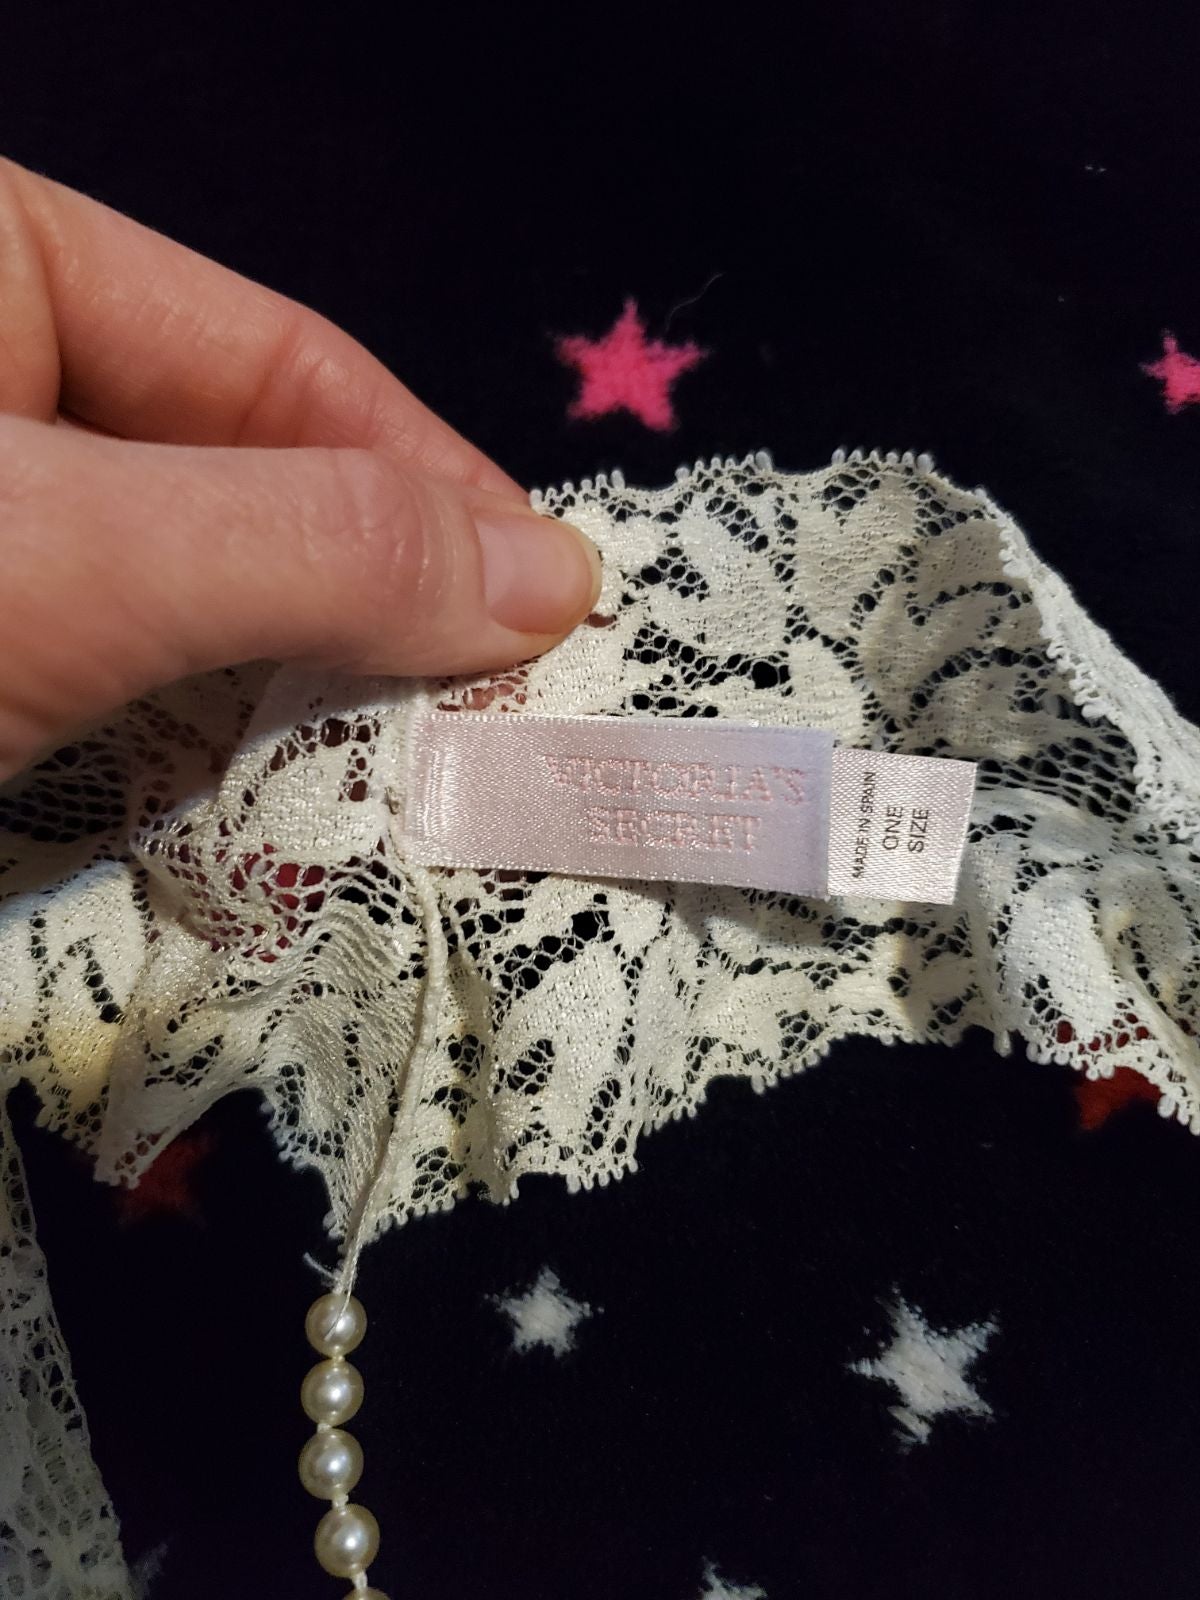 VICTORIA'S
SECRET
MADE IN SPAIN
ONE
SIZE